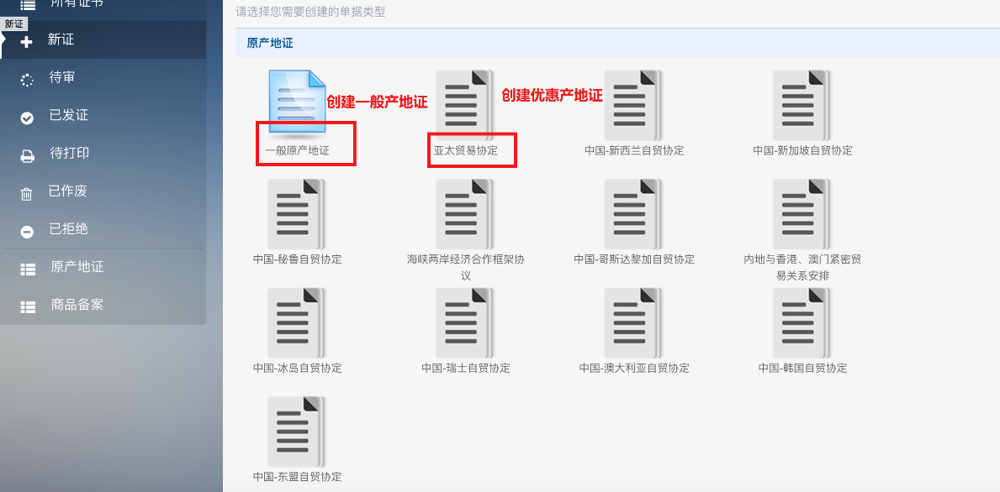 所有证书
新证
新证
待审
已发证
待打印
已作废
已拒绝
原产地证
商品备案
请选择您需要创建的单据类型
原产地证
创建一般产地证
创建优惠产地证
一般原产地证
亚太贸易协定
中国-新西兰自贸协定
中国-新加坡自贸协定
中国-秘鲁自贸协定
海峡两岸经济合作框架协
议
中国-哥斯达黎加自贸协定
内地与香港、澳门紧密贸
易关系安排
中国-冰岛自贸协定
中国-瑞士自贸协定
中国-澳大利亚自贸协定
中国-韩国自贸协定
中国-东盟自贸协定